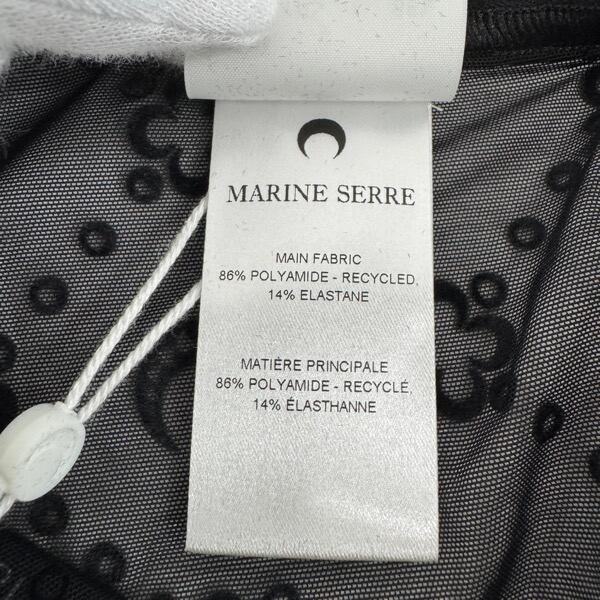 MARINE SERRE
MAIN FABRIC
86% POLYAMIDE - RECYCLED,
14% ELASTANE
MATIÈRE PRINCIPALE
86% POLYAMIDE - RECYCLÉ,
14% ÉLASTHANNE